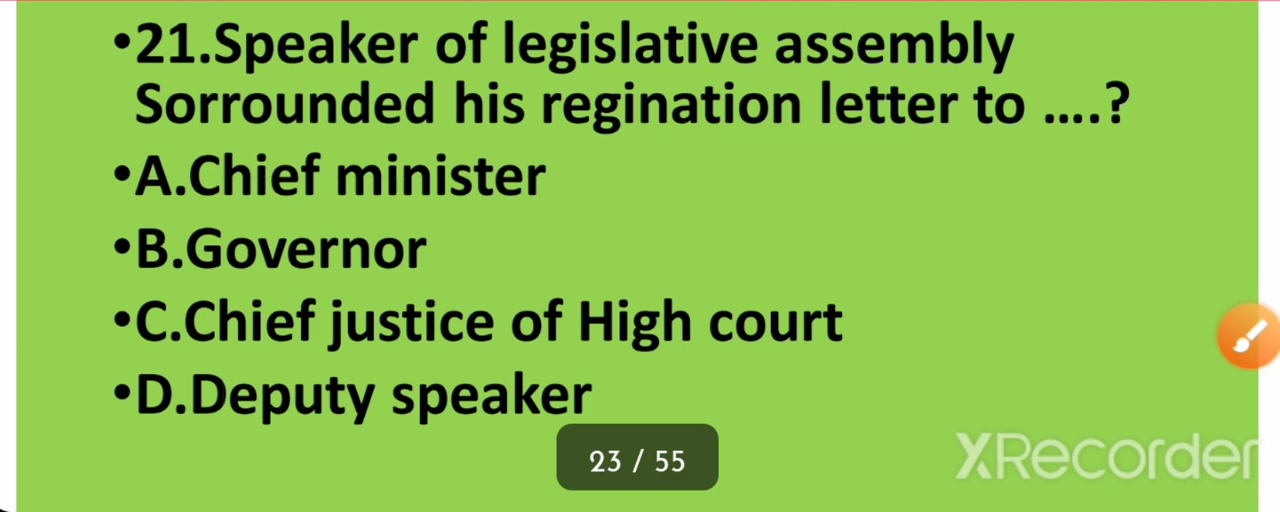 •21.Speaker of legislative assembly
Sorrounded his regination letter to ....?
•A.Chief minister
•B.Governor
•C.Chief justice of High court
•D.Deputy speaker
23 / 55
XRecorder